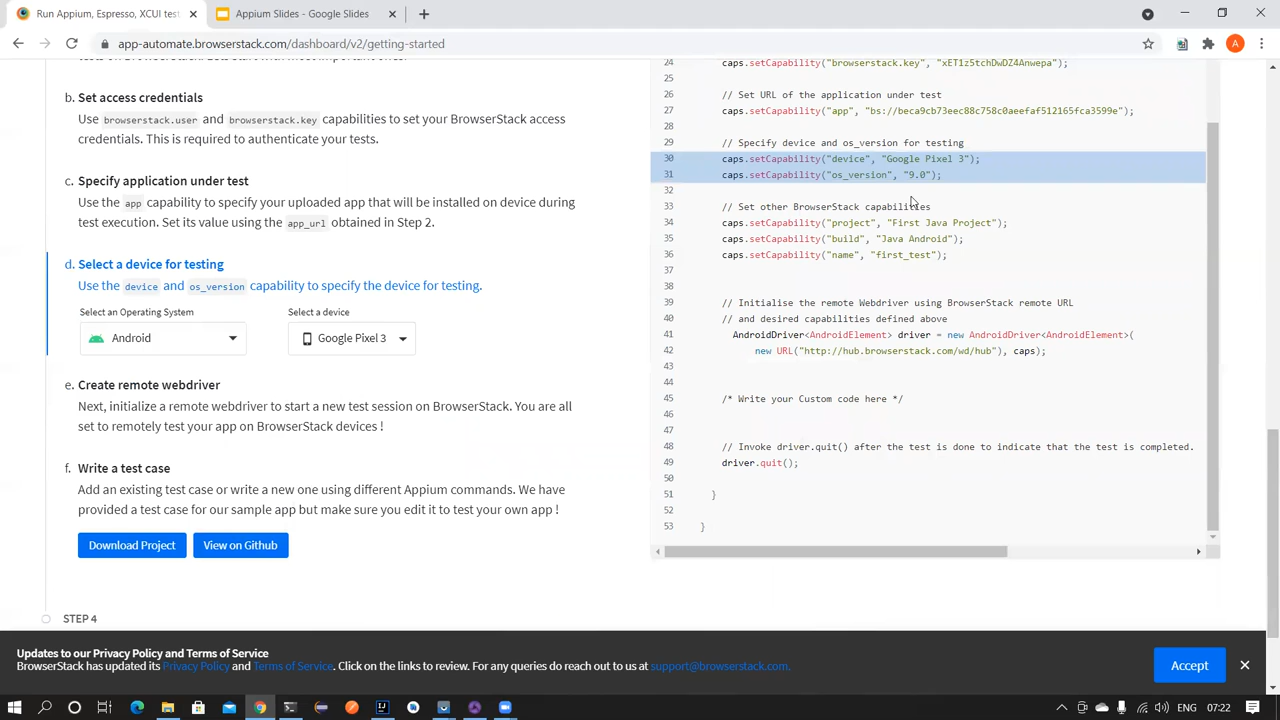 Run Appium, Espresso, XCUI tes
Appium Slides - Google Slides
app-automate.browserstack.com/dashboard/v2/getting-started
A
b. Set access credentials
Use browserstack.user and browserstack.key capabilities to set your BrowserStack access
credentials. This is required to authenticate your tests.
c. Specify application under test
Use the app capability to specify your uploaded app that will be installed on device during
test execution. Set its value using the app_url obtained in Step 2.
d. Select a device for testing
Use the device and os_version capability to specify the device for testing.
Select an Operating System
Select a device
Android
Google Pixel 3
e. Create remote webdriver
Next, initialize a remote webdriver to start a new test session on BrowserStack. You are all
set to remotely test your app on BrowserStack devices !
f. Write a test case
Add an existing test case or write a new one using different Appium commands. We have
provided a test case for our sample app but make sure you edit it to test your own app !
Download Project
View on Github
STEP 4
24 caps.setCapability("browserstack.key", "xET1z5tchDwDZ4Anwepa");
25
26 // Set URL of the application under test
27 caps.setCapability("app", "bs://beca9cb73eec88c758c0aeefaf512165fca3599e");
28
29 // Specify device and os_version for testing
30 caps.setCapability("device", "Google Pixel 3");
31 caps.setCapability("os_version", "9.0");
32
33 // Set other BrowserStack capabilities
34 caps.setCapability("project", "First Java Project");
35 caps.setCapability("build", "Java Android");
36 caps.setCapability("name", "first_test");
37
38
39 // Initialise the remote Webdriver using BrowserStack remote URL
40 // and desired capabilities defined above
41 AndroidDriver<AndroidElement> driver = new AndroidDriver<AndroidElement>(
42 new URL("http://hub.browserstack.com/wd/hub"), caps);
43
44
45 /* Write your Custom code here */
46
47
48 // Invoke driver.quit() after the test is done to indicate that the test is completed.
49 driver.quit();
50
51 }
52
53 }
Updates to our Privacy Policy and Terms of Service
BrowserStack has updated its Privacy Policy and Terms of Service. Click on the links to review. For any queries do reach out to us at support@browserstack.com.
Accept
ENG
07:22